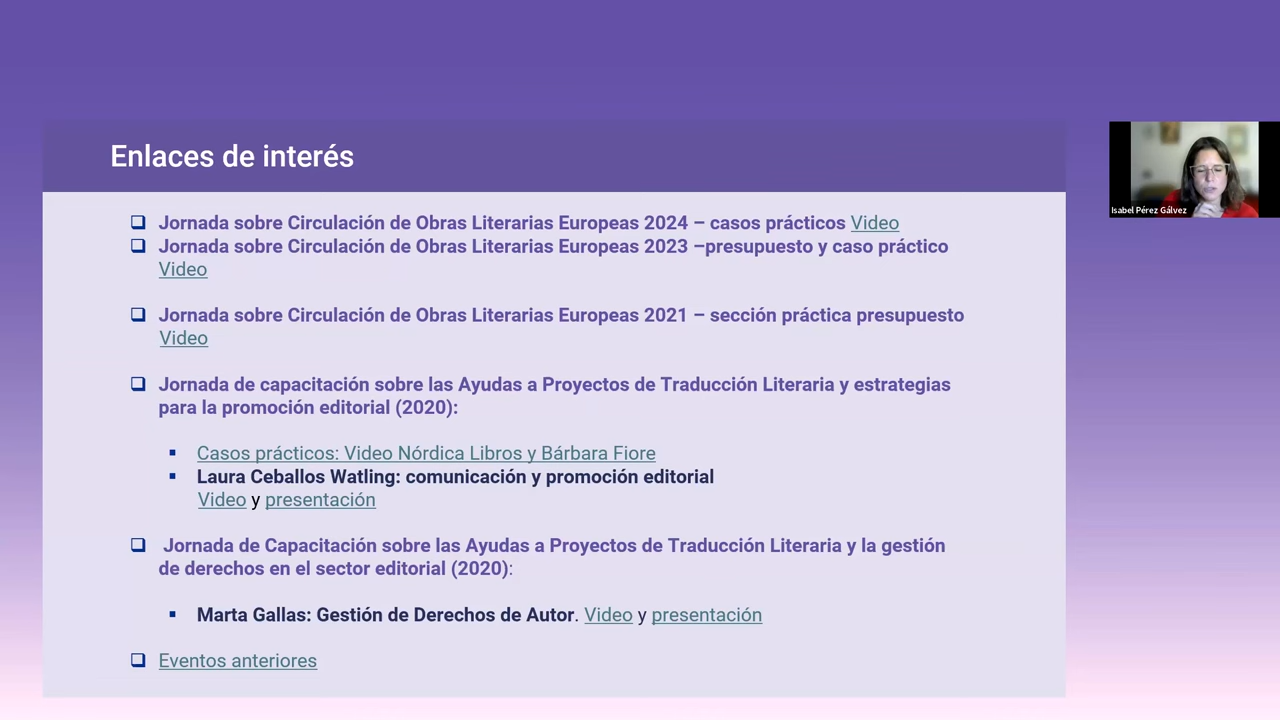 Enlaces de interés
Jornada sobre Circulación de Obras Literarias Europeas 2024 – casos prácticos Video
Jornada sobre Circulación de Obras Literarias Europeas 2023 –presupuesto y caso práctico
Video
Jornada sobre Circulación de Obras Literarias Europeas 2021 – sección práctica presupuesto
Video
Jornada de capacitación sobre las Ayudas a Proyectos de Traducción Literaria y estrategias
para la promoción editorial (2020):
Casos prácticos: Video Nórdica Libros y Bárbara Fiore
Laura Ceballos Watling: comunicación y promoción editorial
Video y presentación
Jornada de Capacitación sobre las Ayudas a Proyectos de Traducción Literaria y la gestión
de derechos en el sector editorial (2020):
Marta Gallas: Gestión de Derechos de Autor. Video y presentación
Eventos anteriores
Isabel Pérez Gálvez